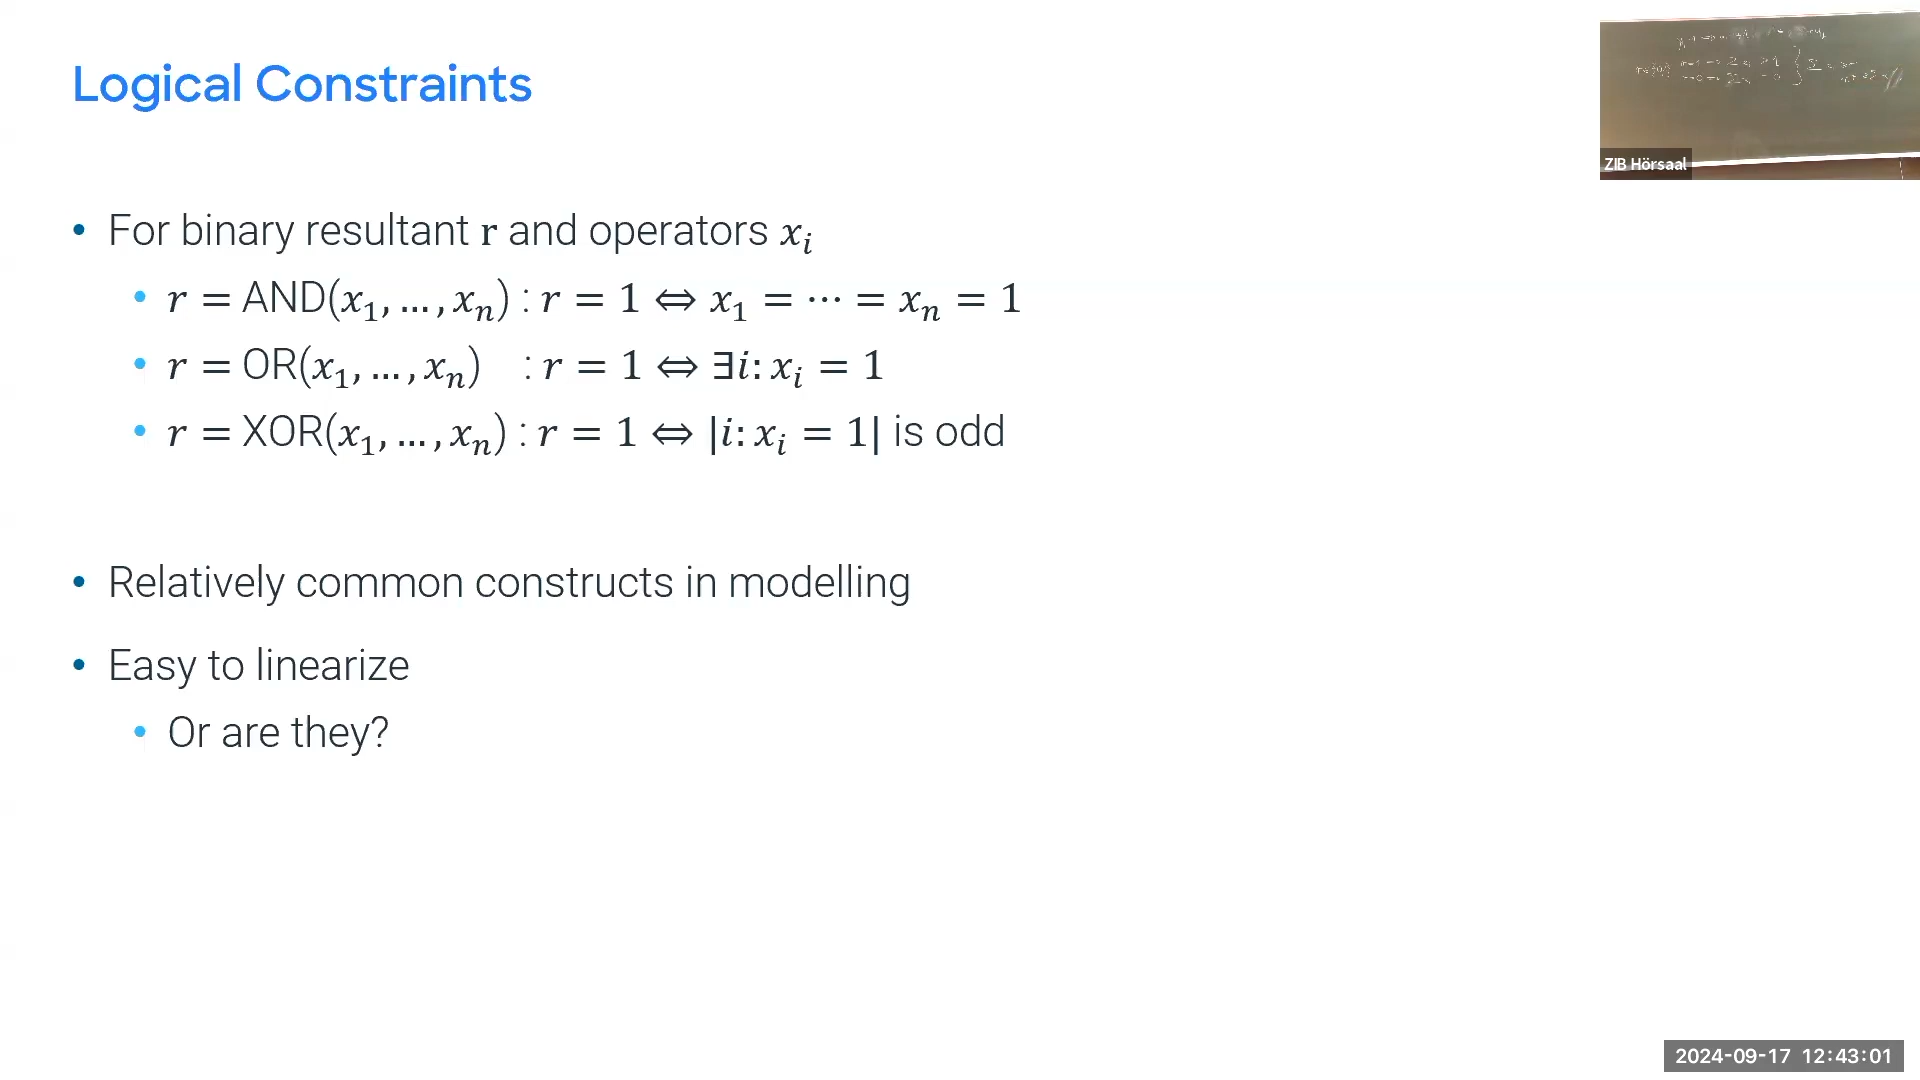 Logical Constraints
• For binary resultant r and operators xᵢ
• r = AND(x₁, …, xₙ) : r = 1 ⇔ x₁ = ⋯ = xₙ = 1
• r = OR(x₁, …, xₙ) : r = 1 ⇔ ∃i: xᵢ = 1
• r = XOR(x₁, …, xₙ) : r = 1 ⇔ |i: xᵢ = 1| is odd
• Relatively common constructs in modelling
• Easy to linearize
• Or are they?
ZIB Hörsaal
2024-09-17 12:43:01